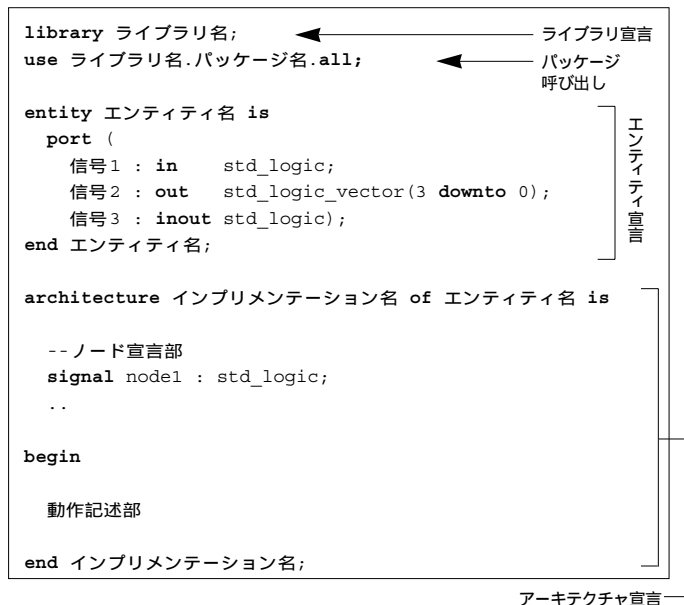 library ライブラリ名;
ライブラリ宣言
use ライブラリ名.パッケージ名.all;
パッケージ
呼び出し
entity エンティティ名 is
port (
信号1 : in std_logic;
信号2 : out std_logic_vector(3 downto 0);
信号3 : inout std_logic);
end エンティティ名;
エンティティ宣言
architecture インプリメンテーション名 of エンティティ名 is
--ノード宣言部
signal node1 : std_logic;
..
begin
動作記述部
end インプリメンテーション名;
アーキテクチャ宣言